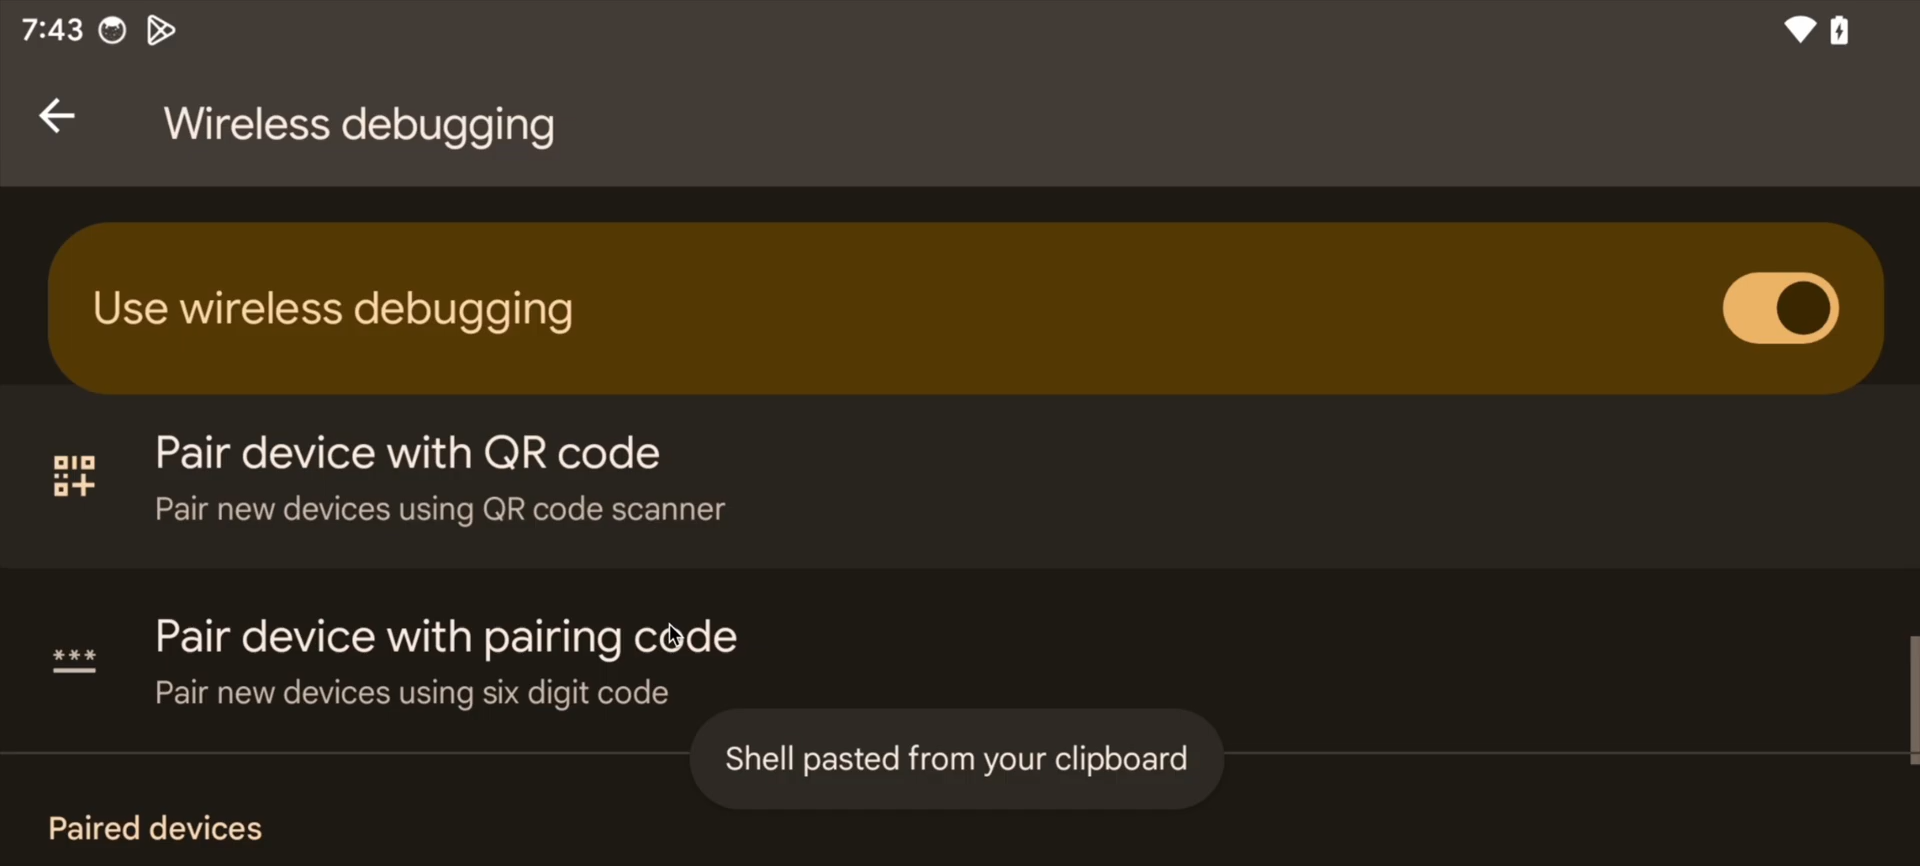 7:43
Wireless debugging
Use wireless debugging
Pair device with QR code
Pair new devices using QR code scanner
***
Pair device with pairing code
Pair new devices using six digit code
Shell pasted from your clipboard
Paired devices